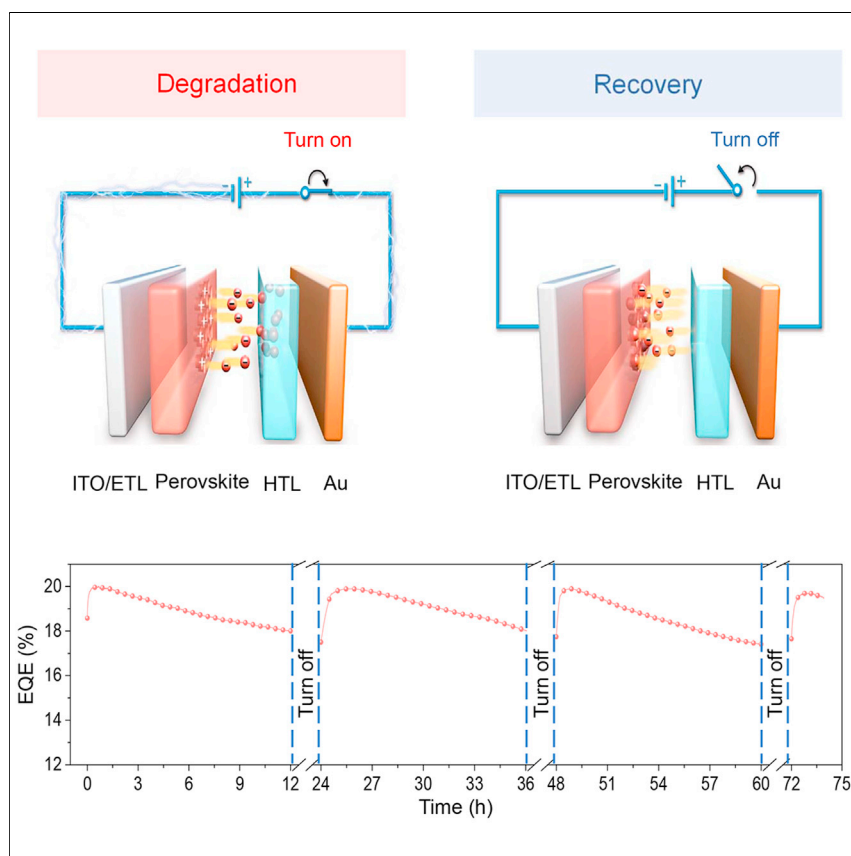 Degradation
Recovery
Turn on
Turn off
- +
- +
ITO/ETL Perovskite HTL Au
ITO/ETL Perovskite HTL Au
EQE (%)
20
18
16
14
12
Turn off
Turn off
Turn off
0 3 6 9 12 24 27 30 33 36 48 51 54 57 60 72 75
Time (h)